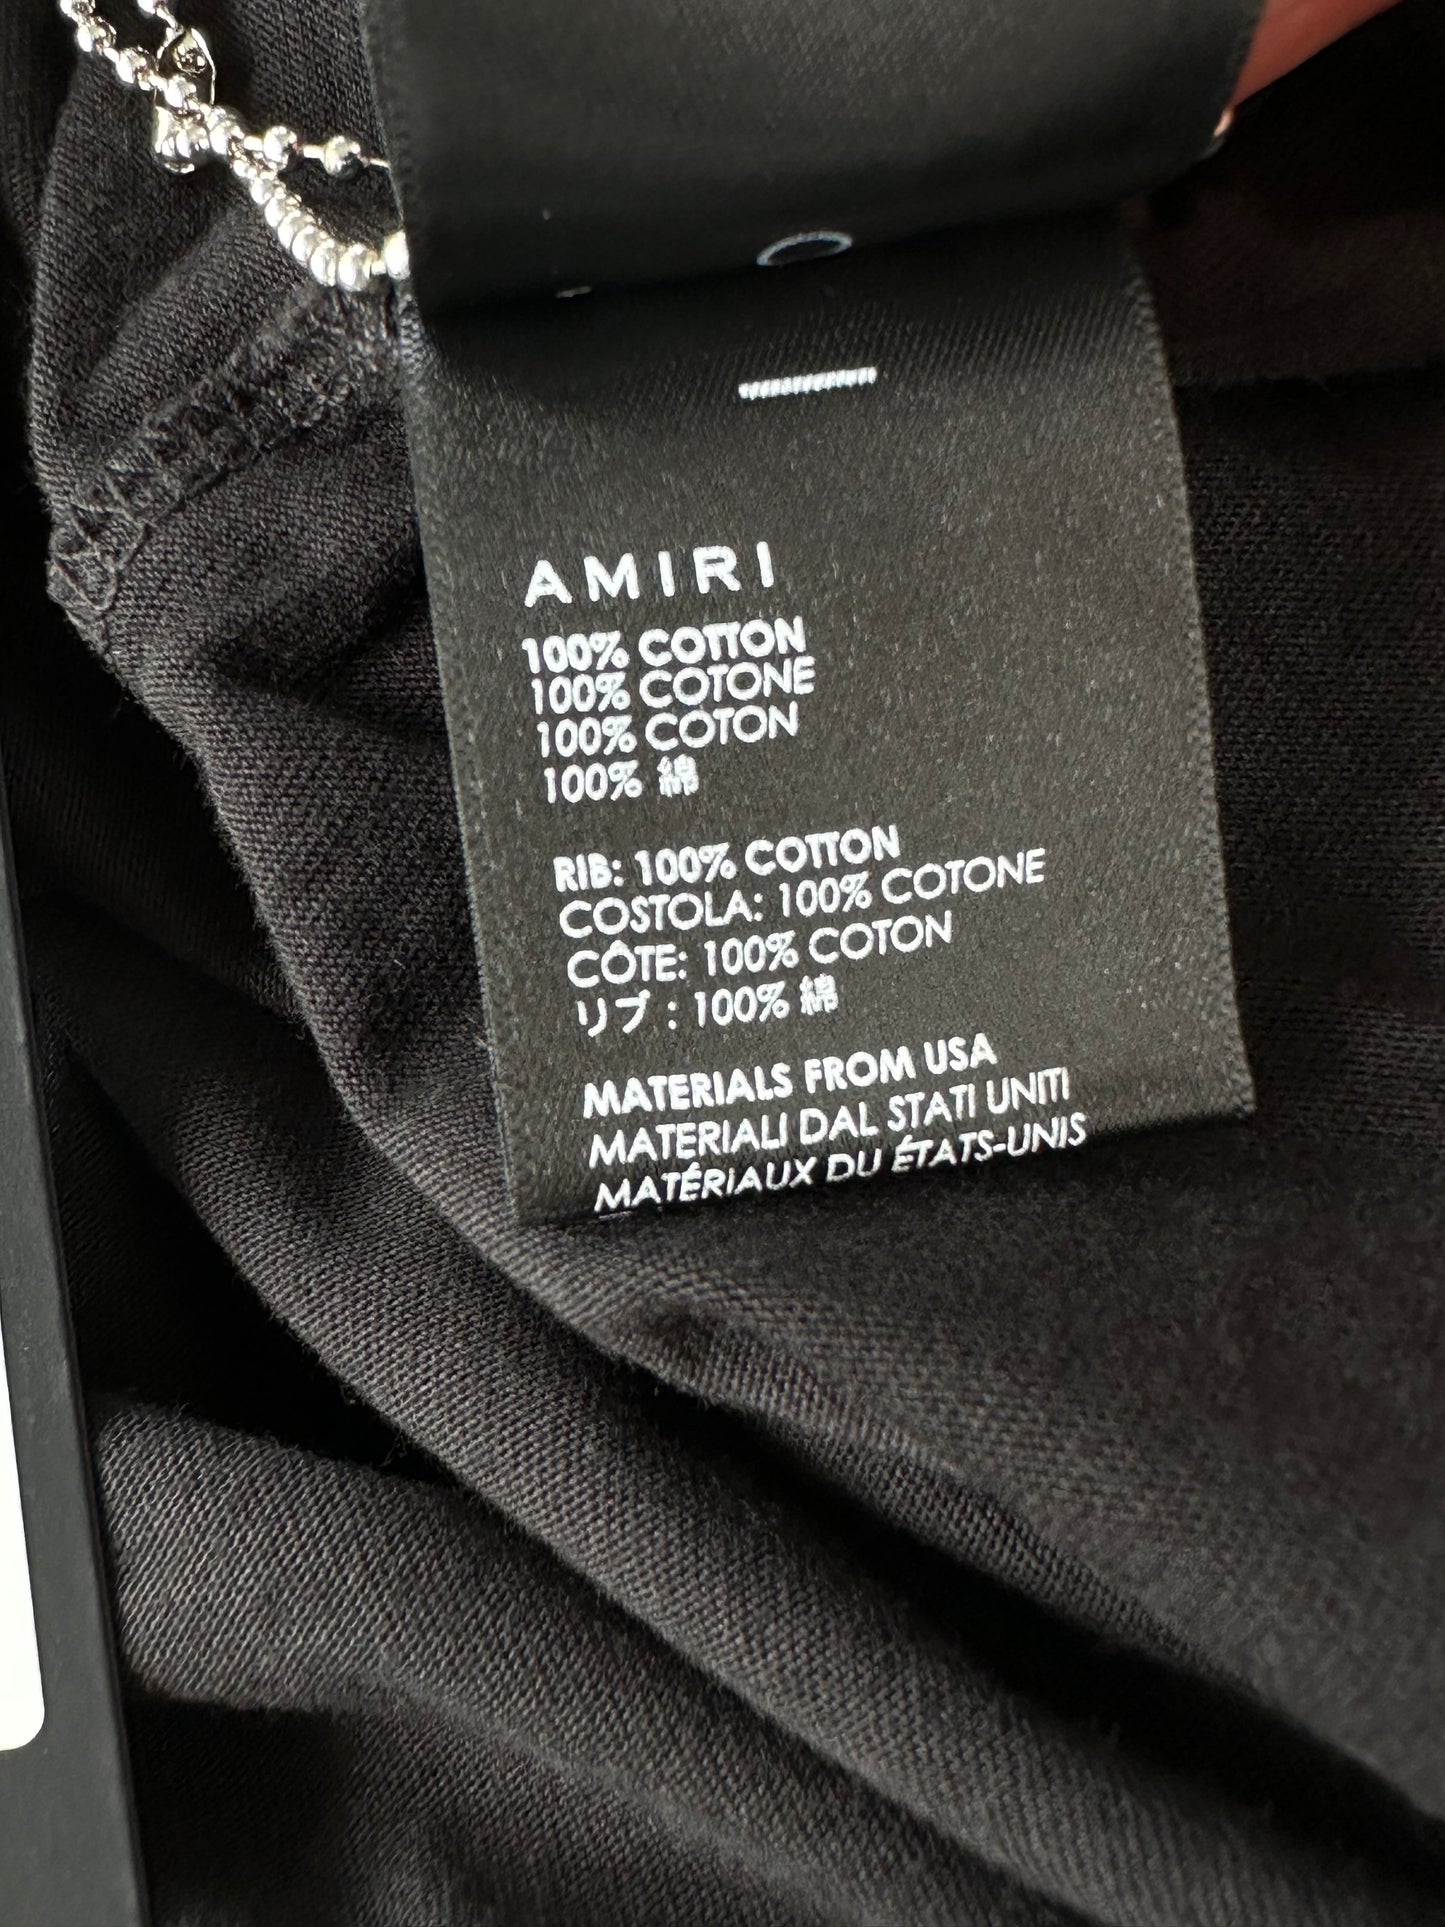 AMIRI
100% COTTON
100% COTONE
100% COTON
100% 綿
RIB: 100% COTTON
COSTOLA: 100% COTONE
CÔTE: 100% COTON
リブ : 100% 綿
MATERIALS FROM USA
MATERIALI DAL STATI UNITI
MATÉRIAUX DU ÉTATS-UNIS